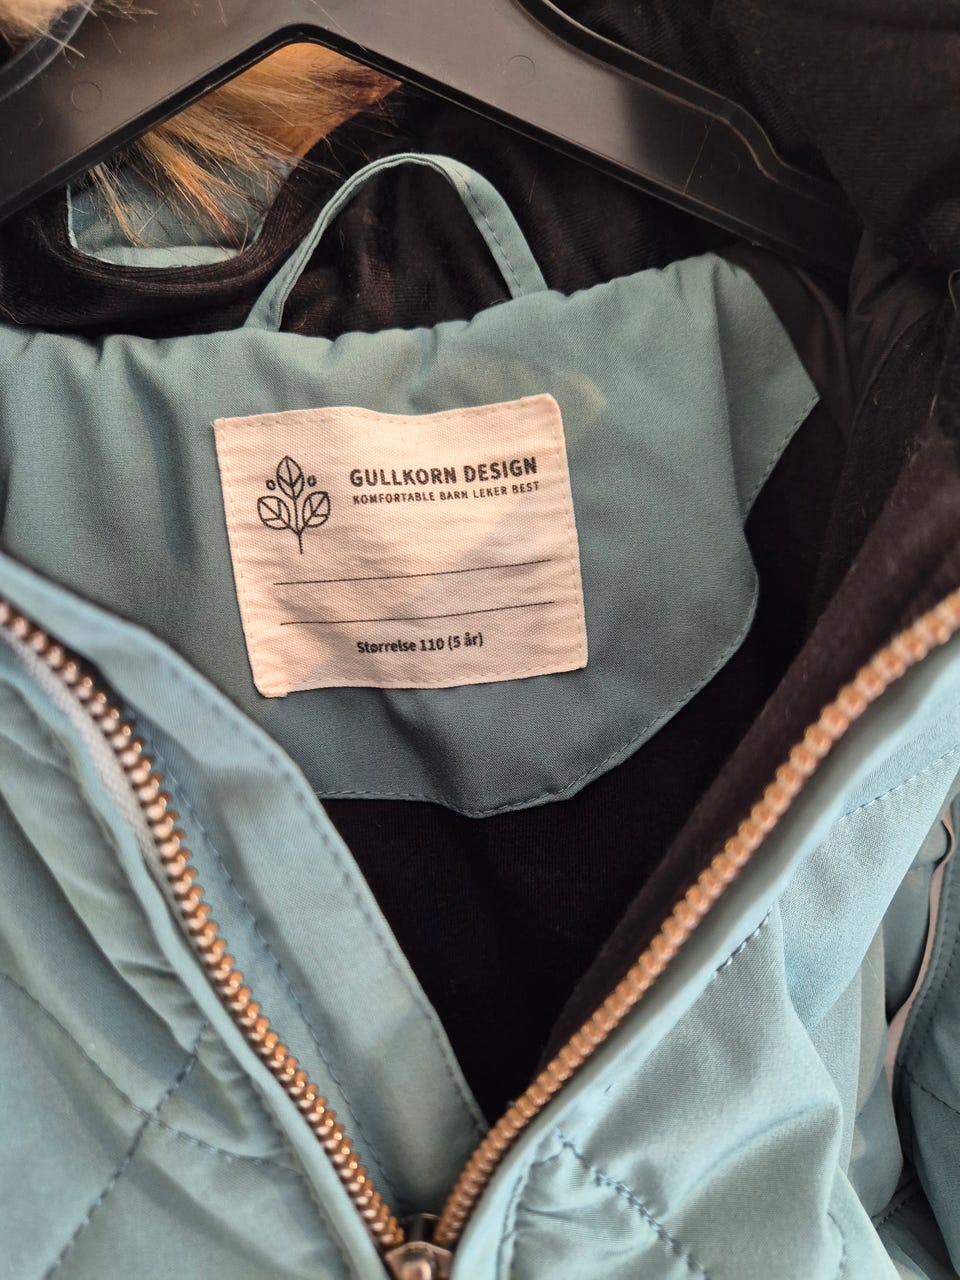 GULLKORN DESIGN
KOMFORTABLE BARN LEKER BEST
Størrelse 110 (5 år)